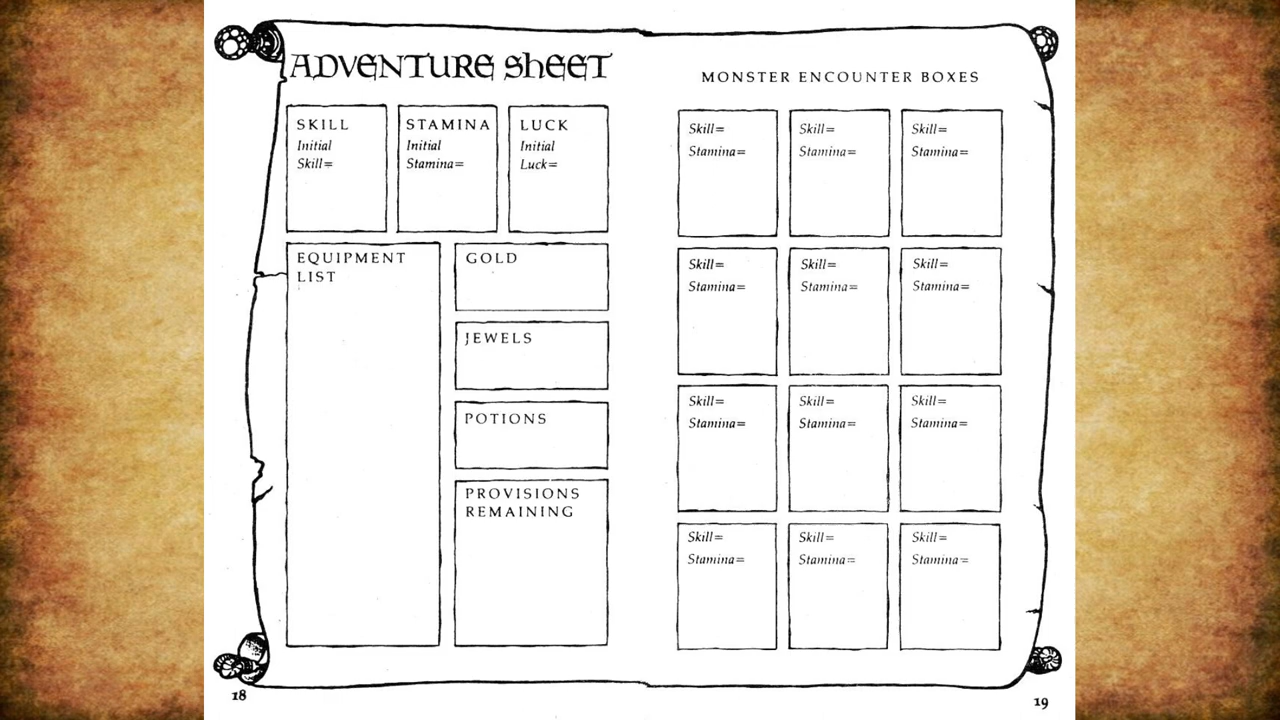 ADVENTURE SHEET
SKILL
Initial
Skill=
STAMINA
Initial
Stamina=
LUCK
Initial
Luck=
EQUIPMENT
LIST
GOLD
JEWELS
POTIONS
PROVISIONS
REMAINING
18
MONSTER ENCOUNTER BOXES
Skill=
Stamina=
Skill=
Stamina=
Skill=
Stamina=
Skill=
Stamina=
Skill=
Stamina=
Skill=
Stamina=
Skill=
Stamina=
Skill=
Stamina=
Skill=
Stamina=
Skill=
Stamina=
Skill=
Stamina=
Skill=
Stamina=
19